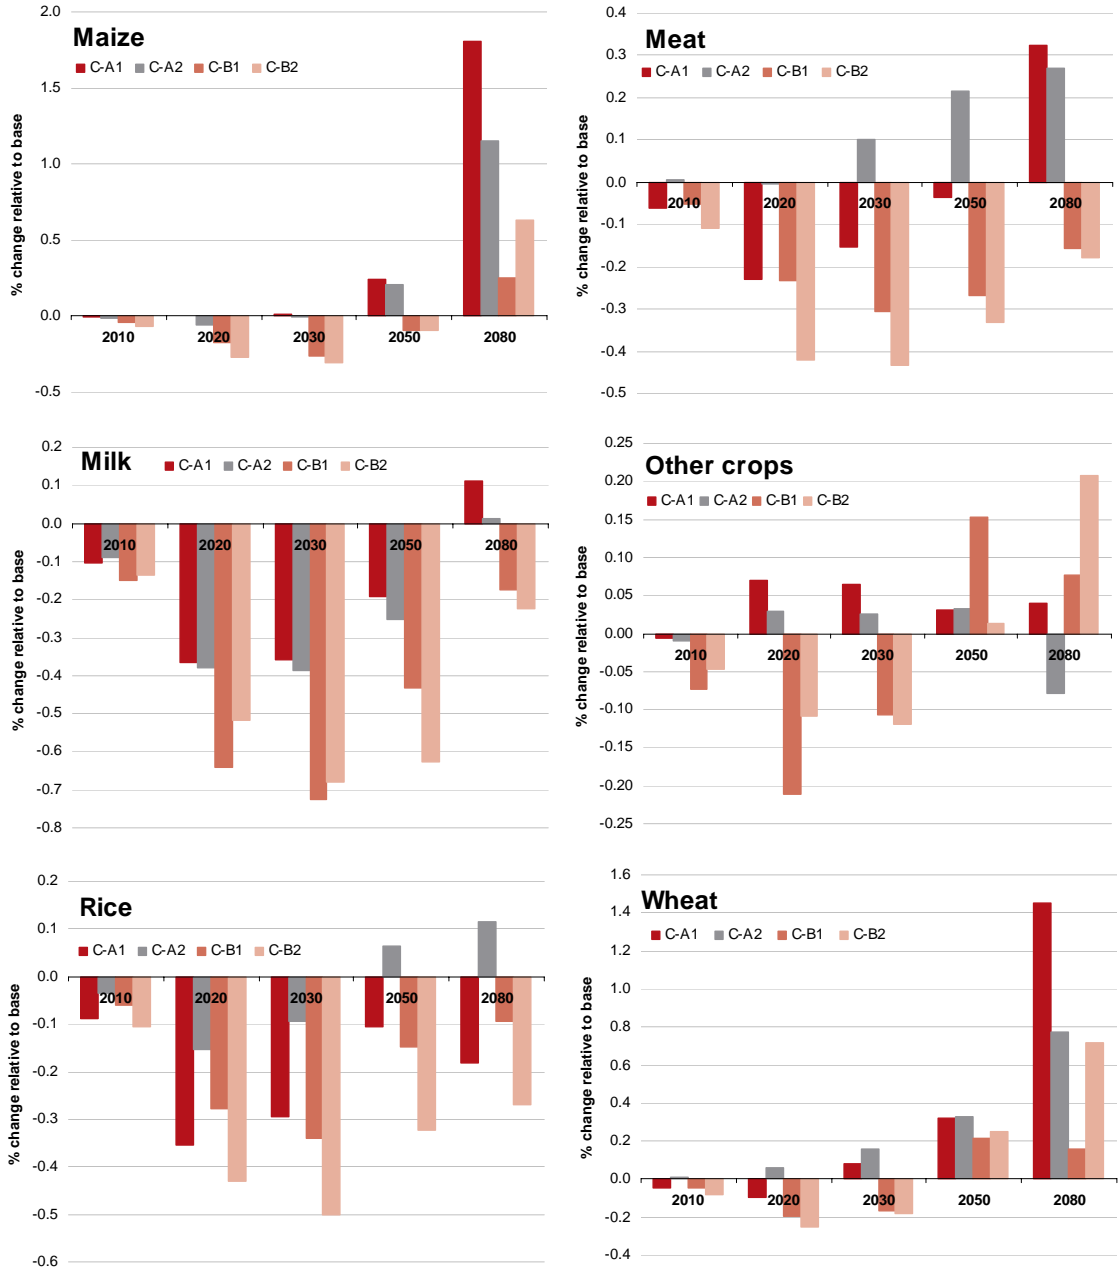 Maize
C-A1 C-A2 C-B1 C-B2
% change relative to base
2.0
1.5
1.0
0.5
0.0
-0.5
2010 2020 2030 2050 2080
Meat
C-A1 C-A2 C-B1 C-B2
% change relative to base
0.4
0.3
0.2
0.1
0.0
-0.1
-0.2
-0.3
-0.4
-0.5
2010 2020 2030 2050 2080
Milk
C-A1 C-A2 C-B1 C-B2
% change relative to base
0.2
0.1
0.0
-0.1
-0.2
-0.3
-0.4
-0.5
-0.6
-0.7
-0.8
2010 2020 2030 2050 2080
Other crops
C-A1 C-A2 C-B1 C-B2
% change relative to base
0.25
0.20
0.15
0.10
0.05
0.00
-0.05
-0.10
-0.15
-0.20
-0.25
2010 2020 2030 2050 2080
Rice
C-A1 C-A2 C-B1 C-B2
% change relative to base
0.2
0.1
0.0
-0.1
-0.2
-0.3
-0.4
-0.5
-0.6
2010 2020 2030 2050 2080
Wheat
C-A1 C-A2 C-B1 C-B2
% change relative to base
1.6
1.4
1.2
1.0
0.8
0.6
0.4
0.2
0.0
-0.2
-0.4
2010 2020 2030 2050 2080